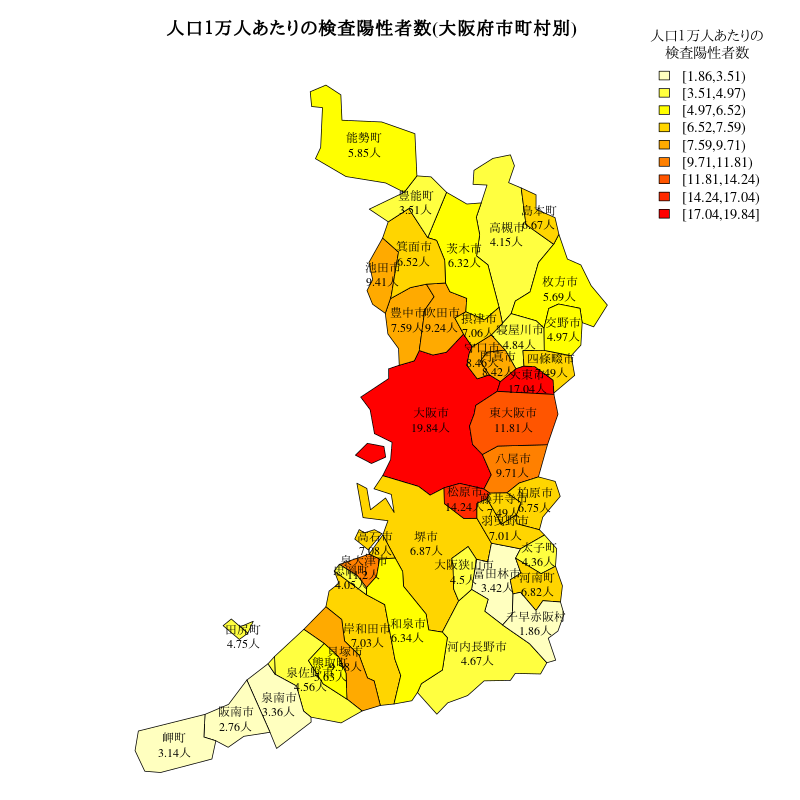 人口1万人あたりの検査陽性者数(大阪府市町村別)
人口1万人あたりの
検査陽性者数
[1.86,3.51)
[3.51,4.97)
[4.97,6.52)
[6.52,7.59)
[7.59,9.71)
[9.71,11.81)
[11.81,14.24)
[14.24,17.04)
[17.04,19.84]
能勢町
5.85人
豊能町
3.51人
島本町
6.67人
高槻市
4.15人
茨木市
6.32人
箕面市
6.52人
池田市
9.41人
枚方市
5.69人
豊中市
7.59人
吹田市
9.24人
摂津市
7.06人
寝屋川市
4.84人
交野市
4.97人
守口市
8.46人
門真市
8.42人
四條畷市
大東市
17.04人
大阪市
19.84人
東大阪市
11.81人
八尾市
9.71人
松原市
14.24人
藤井寺市
7.49人
柏原市
6.75人
羽曳野市
7.01人
堺市
6.87人
高石市
7.08人
泉大津市
忠岡町
4.05人
大阪狭山市
4.5人
富田林市
3.42人
太子町
4.36人
河南町
6.82人
千早赤阪村
1.86人
田尻町
4.75人
岸和田市
7.03人
和泉市
6.34人
河内長野市
4.67人
貝塚市
熊取町
泉佐野市
4.56人
泉南市
3.36人
阪南市
2.76人
岬町
3.14人